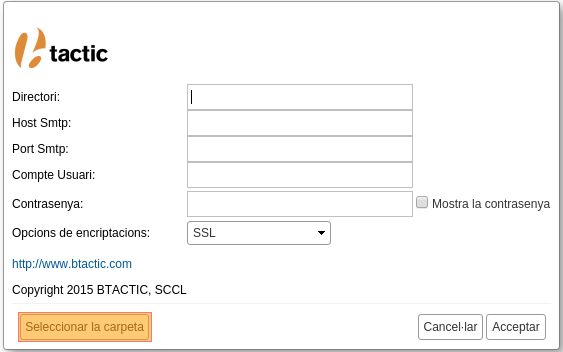 btactic
Directori:
Host Smtp:
Port Smtp:
Compte Usuari:
Contrasenya:
Mostra la contrasenya
Opcions de encriptacions:
SSL
http://www.btactic.com
Copyright 2015 BTACTIC, SCCL
Seleccionar la carpeta
Cancel·lar
Acceptar